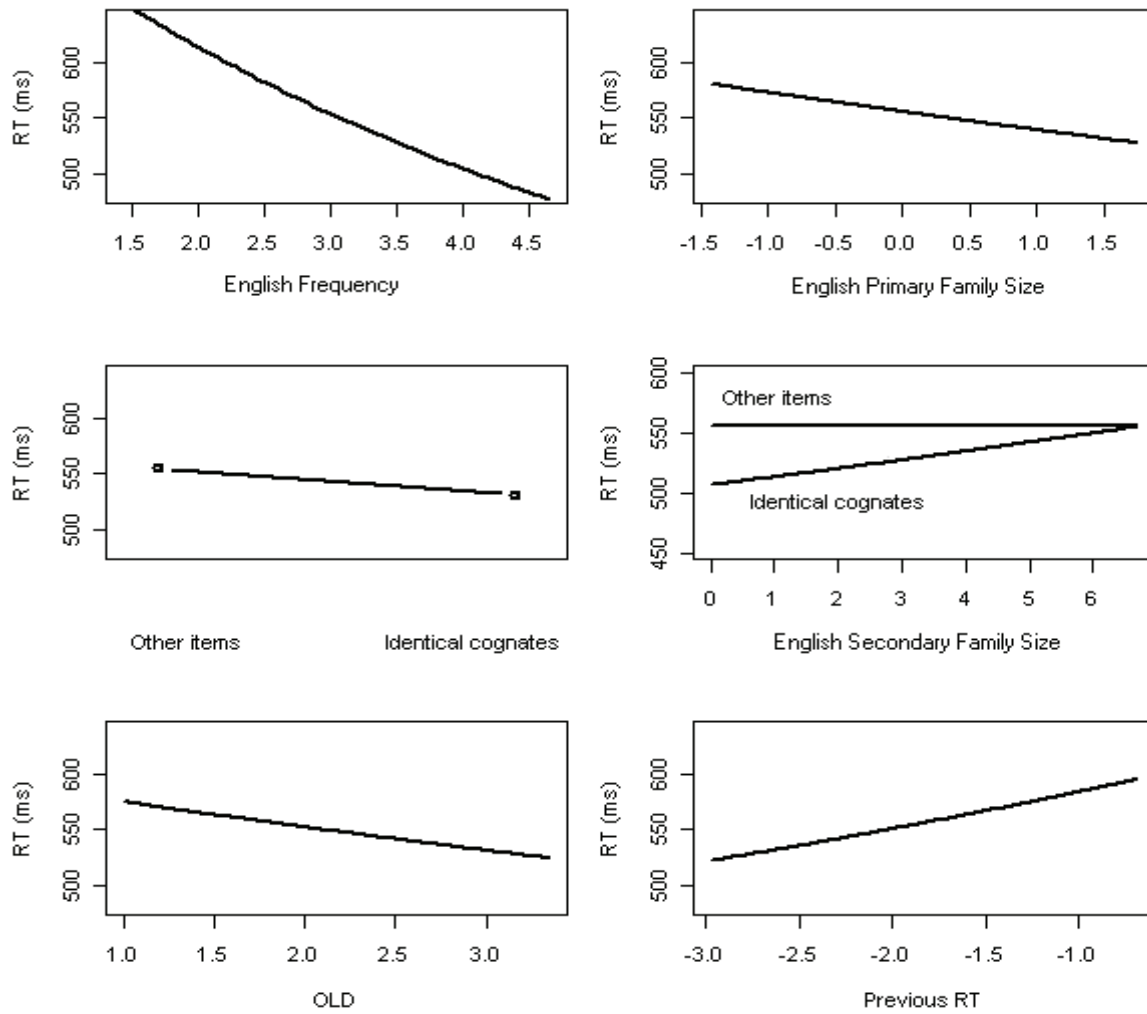 RT (ms)
600
550
500
1.5 2.0 2.5 3.0 3.5 4.0 4.5
English Frequency
RT (ms)
600
550
500
-1.5 -1.0 -0.5 0.0 0.5 1.0 1.5
English Primary Family Size
RT (ms)
600
550
500
Other items Identical cognates
RT (ms)
600
550
500
450
Other items
Identical cognates
0 1 2 3 4 5 6
English Secondary Family Size
RT (ms)
600
550
500
1.0 1.5 2.0 2.5 3.0
OLD
RT (ms)
600
550
500
-3.0 -2.5 -2.0 -1.5 -1.0
Previous RT